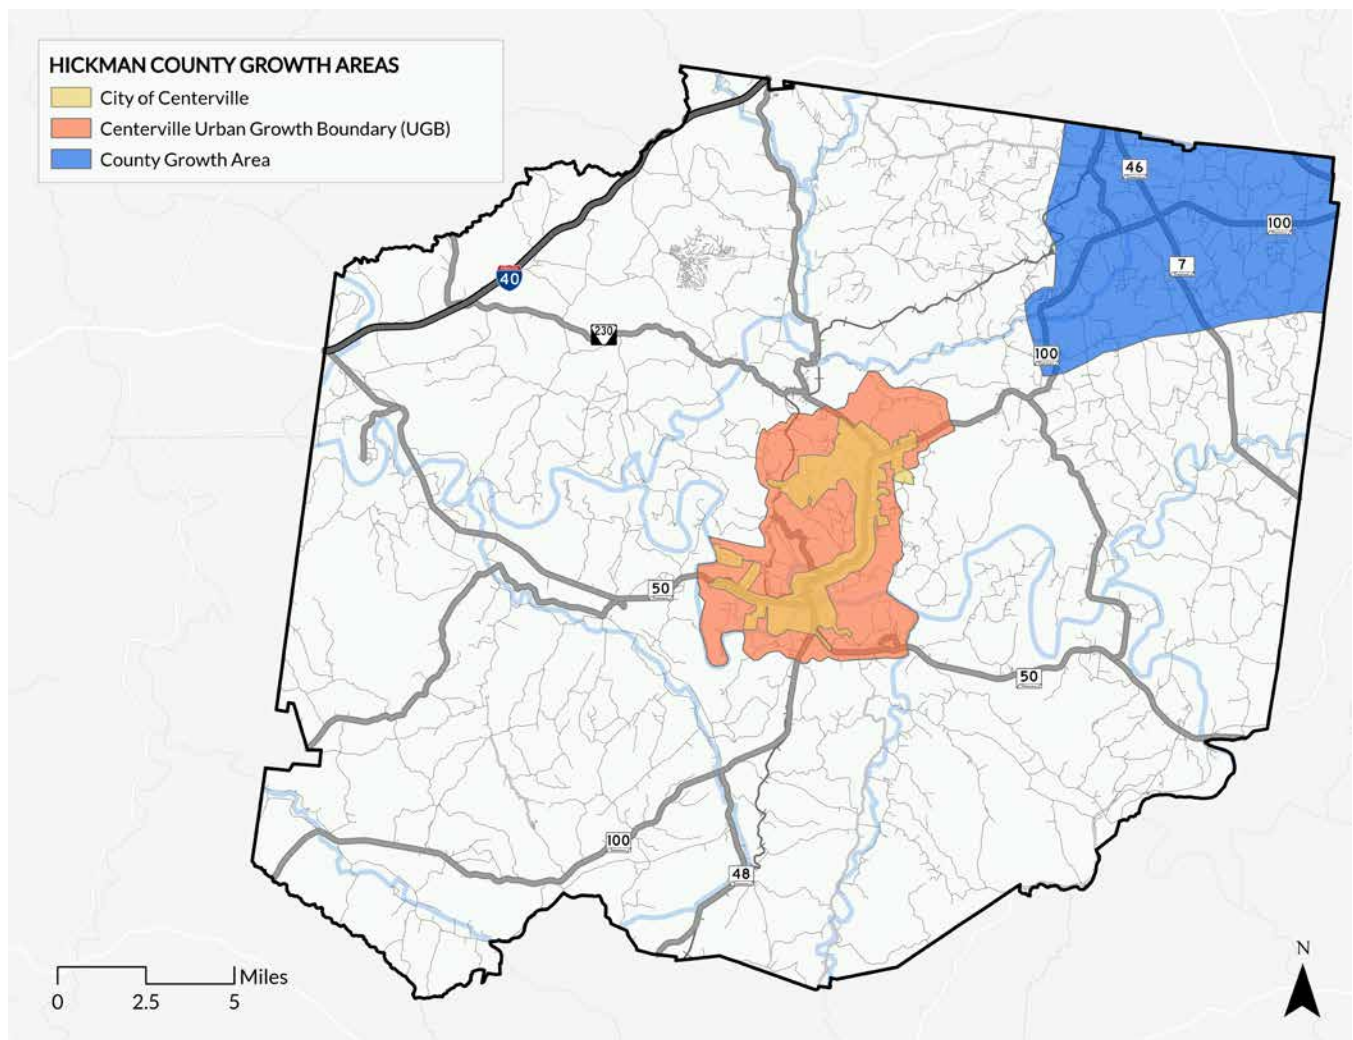 HICKMAN COUNTY GROWTH AREAS
City of Centerville
Centerville Urban Growth Boundary (UGB)
County Growth Area
46
100
7
40
230
100
50
50
100
48
N
Miles
0 2.5 5